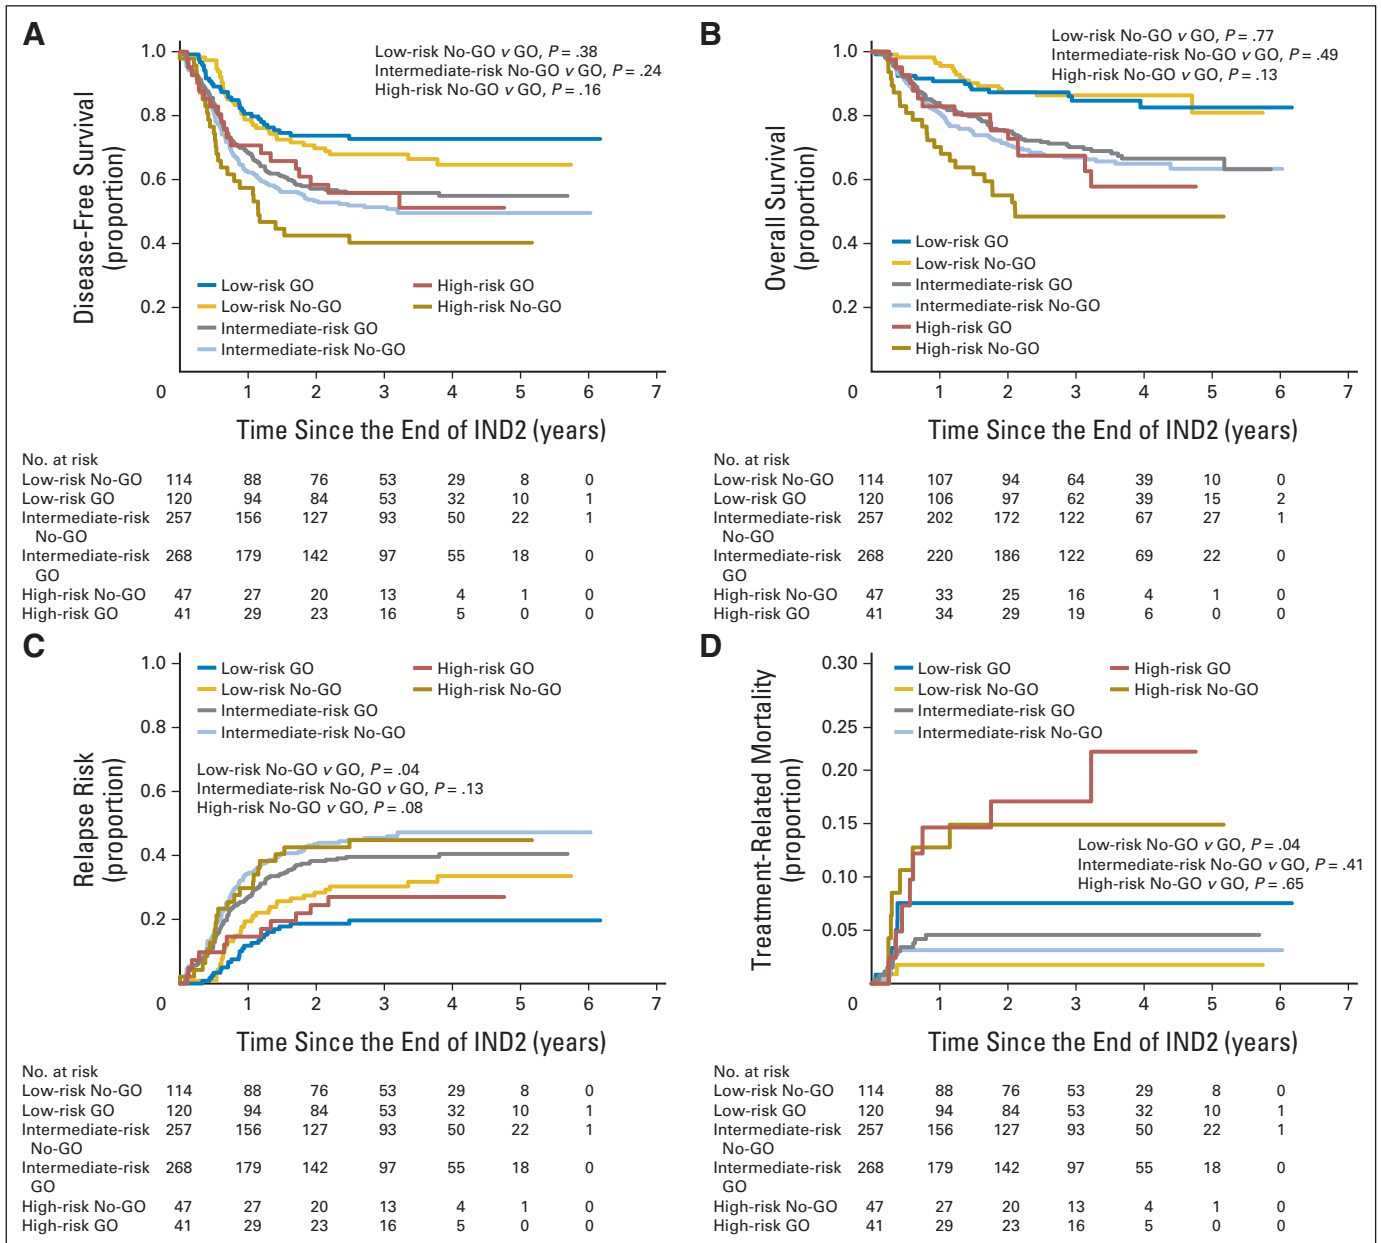 A
Low-risk No-GO v GO, P = .38
Intermediate-risk No-GO v GO, P = .24
High-risk No-GO v GO, P = .16
Disease-Free Survival
(proportion)
1.0
0.8
0.6
0.4
0.2
Low-risk GO
Low-risk No-GO
Intermediate-risk GO
Intermediate-risk No-GO
High-risk GO
High-risk No-GO
0 1 2 3 4 5 6 7
Time Since the End of IND2 (years)
No. at risk
Low-risk No-GO 114 88 76 53 29 8 0
Low-risk GO 120 94 84 53 32 10 1
Intermediate-risk 257 156 127 93 50 22 1
No-GO
Intermediate-risk 268 179 142 97 55 18 0
GO
High-risk No-GO 47 27 20 13 4 1 0
High-risk GO 41 29 23 16 5 0 0
B
Low-risk No-GO v GO, P = .77
Intermediate-risk No-GO v GO, P = .49
High-risk No-GO v GO, P = .13
Overall Survival
(proportion)
1.0
0.8
0.6
0.4
0.2
Low-risk GO
Low-risk No-GO
Intermediate-risk GO
Intermediate-risk No-GO
High-risk GO
High-risk No-GO
0 1 2 3 4 5 6 7
Time Since the End of IND2 (years)
No. at risk
Low-risk No-GO 114 107 94 64 39 10 0
Low-risk GO 120 106 97 62 39 15 2
Intermediate-risk 257 202 172 122 67 27 1
No-GO
Intermediate-risk 268 220 186 122 69 22 0
GO
High-risk No-GO 47 33 25 16 4 1 0
High-risk GO 41 34 29 19 6 0 0
C
Relapse Risk
(proportion)
1.0
0.8
0.6
0.4
0.2
Low-risk GO
Low-risk No-GO
Intermediate-risk GO
Intermediate-risk No-GO
High-risk GO
High-risk No-GO
Low-risk No-GO v GO, P = .04
Intermediate-risk No-GO v GO, P = .13
High-risk No-GO v GO, P = .08
0 1 2 3 4 5 6 7
Time Since the End of IND2 (years)
No. at risk
Low-risk No-GO 114 88 76 53 29 8 0
Low-risk GO 120 94 84 53 32 10 1
Intermediate-risk 257 156 127 93 50 22 1
No-GO
Intermediate-risk 268 179 142 97 55 18 0
GO
High-risk No-GO 47 27 20 13 4 1 0
High-risk GO 41 29 23 16 5 0 0
D
Treatment-Related Mortality
(proportion)
0.30
0.25
0.20
0.15
0.10
0.05
Low-risk GO
Low-risk No-GO
Intermediate-risk GO
Intermediate-risk No-GO
High-risk GO
High-risk No-GO
Low-risk No-GO v GO, P = .04
Intermediate-risk No-GO v GO, P = .41
High-risk No-GO v GO, P = .65
0 1 2 3 4 5 6 7
Time Since the End of IND2 (years)
No. at risk
Low-risk No-GO 114 88 76 53 29 8 0
Low-risk GO 120 94 84 53 32 10 1
Intermediate-risk 257 156 127 93 50 22 1
No-GO
Intermediate-risk 268 179 142 97 55 18 0
GO
High-risk No-GO 47 27 20 13 4 1 0
High-risk GO 41 29 23 16 5 0 0